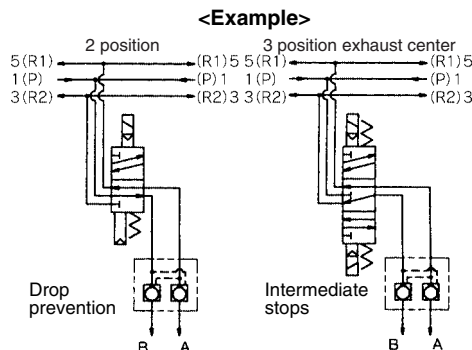 <Example>
2 position
3 position exhaust center
5(R1) (R1)5
1(P) (P)1
3(R2) (R2)3
5(R1) (R1)5
1(P) (P)1
3(R2) (R2)3
Drop
prevention
B A
Intermediate
stops
B A